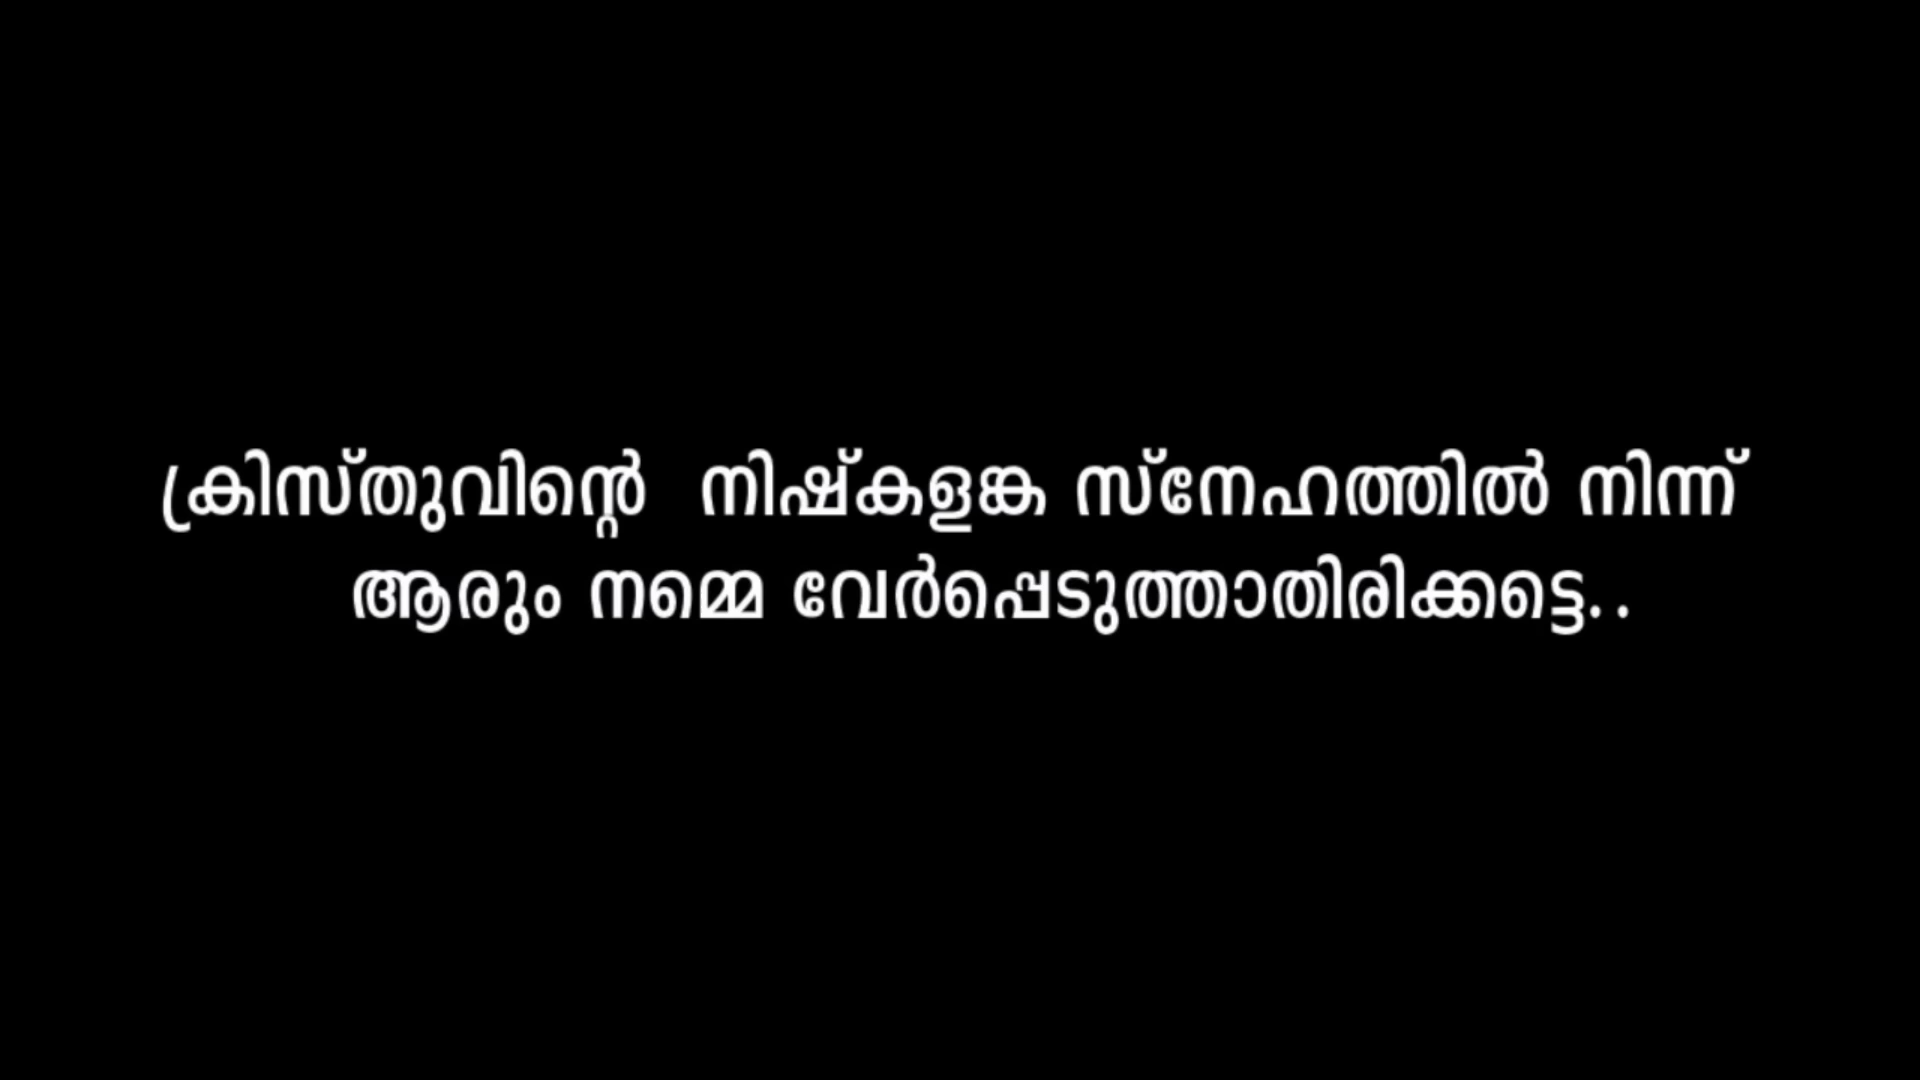 ക്രിസ്തുവിന്റെ നിഷ്കളങ്ക സ്നേഹത്തിൽ നിന്ന്
ആരും നമ്മെ വേർപ്പെടുത്താതിരിക്കട്ടെ..